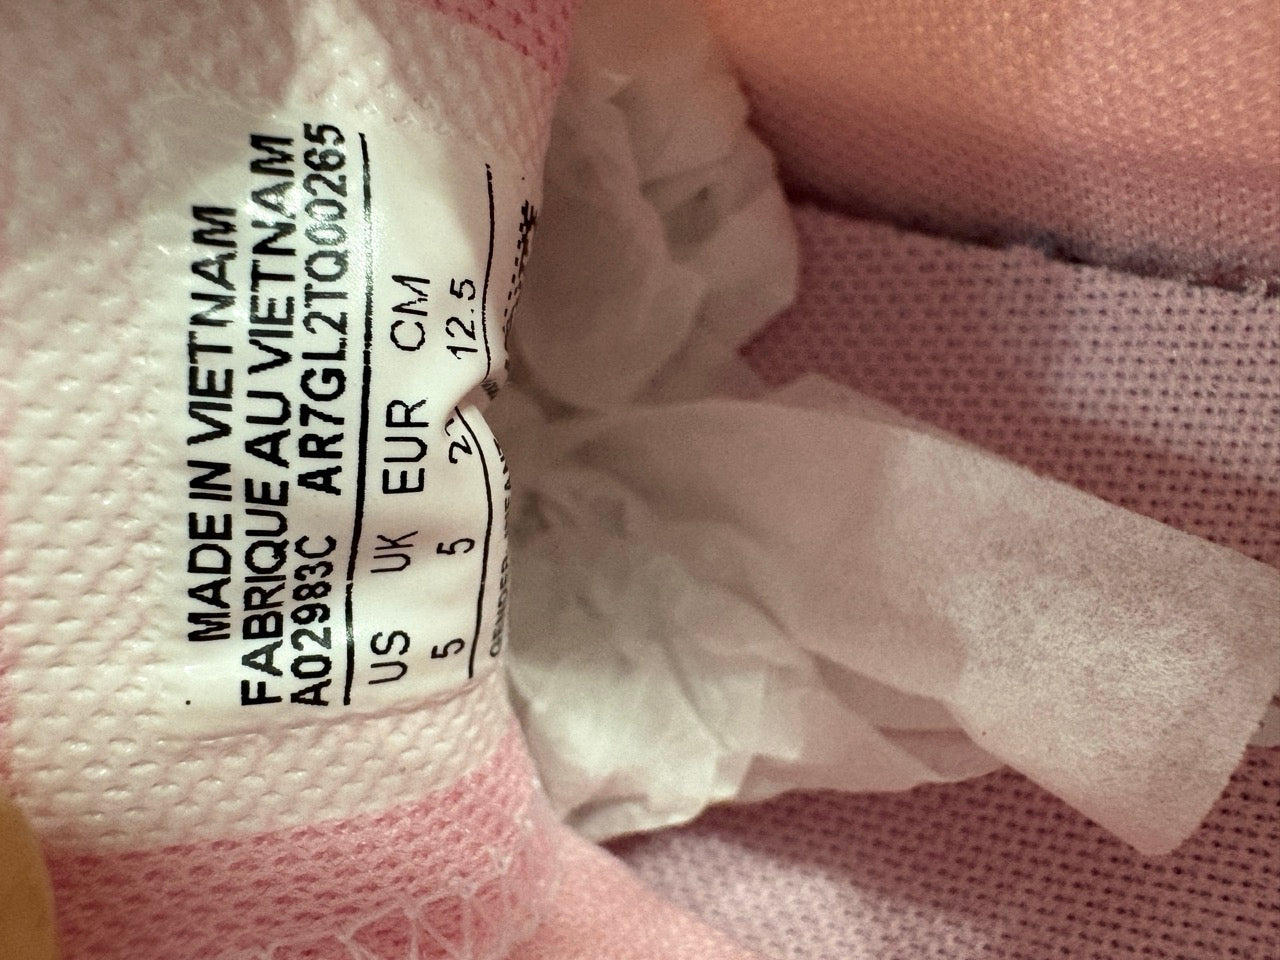 MADE IN VIETNAM
FABRIQUE AU VIETNAM
A02983C AR7GL2TQ00265
US UK EUR CM
5 5 12.5